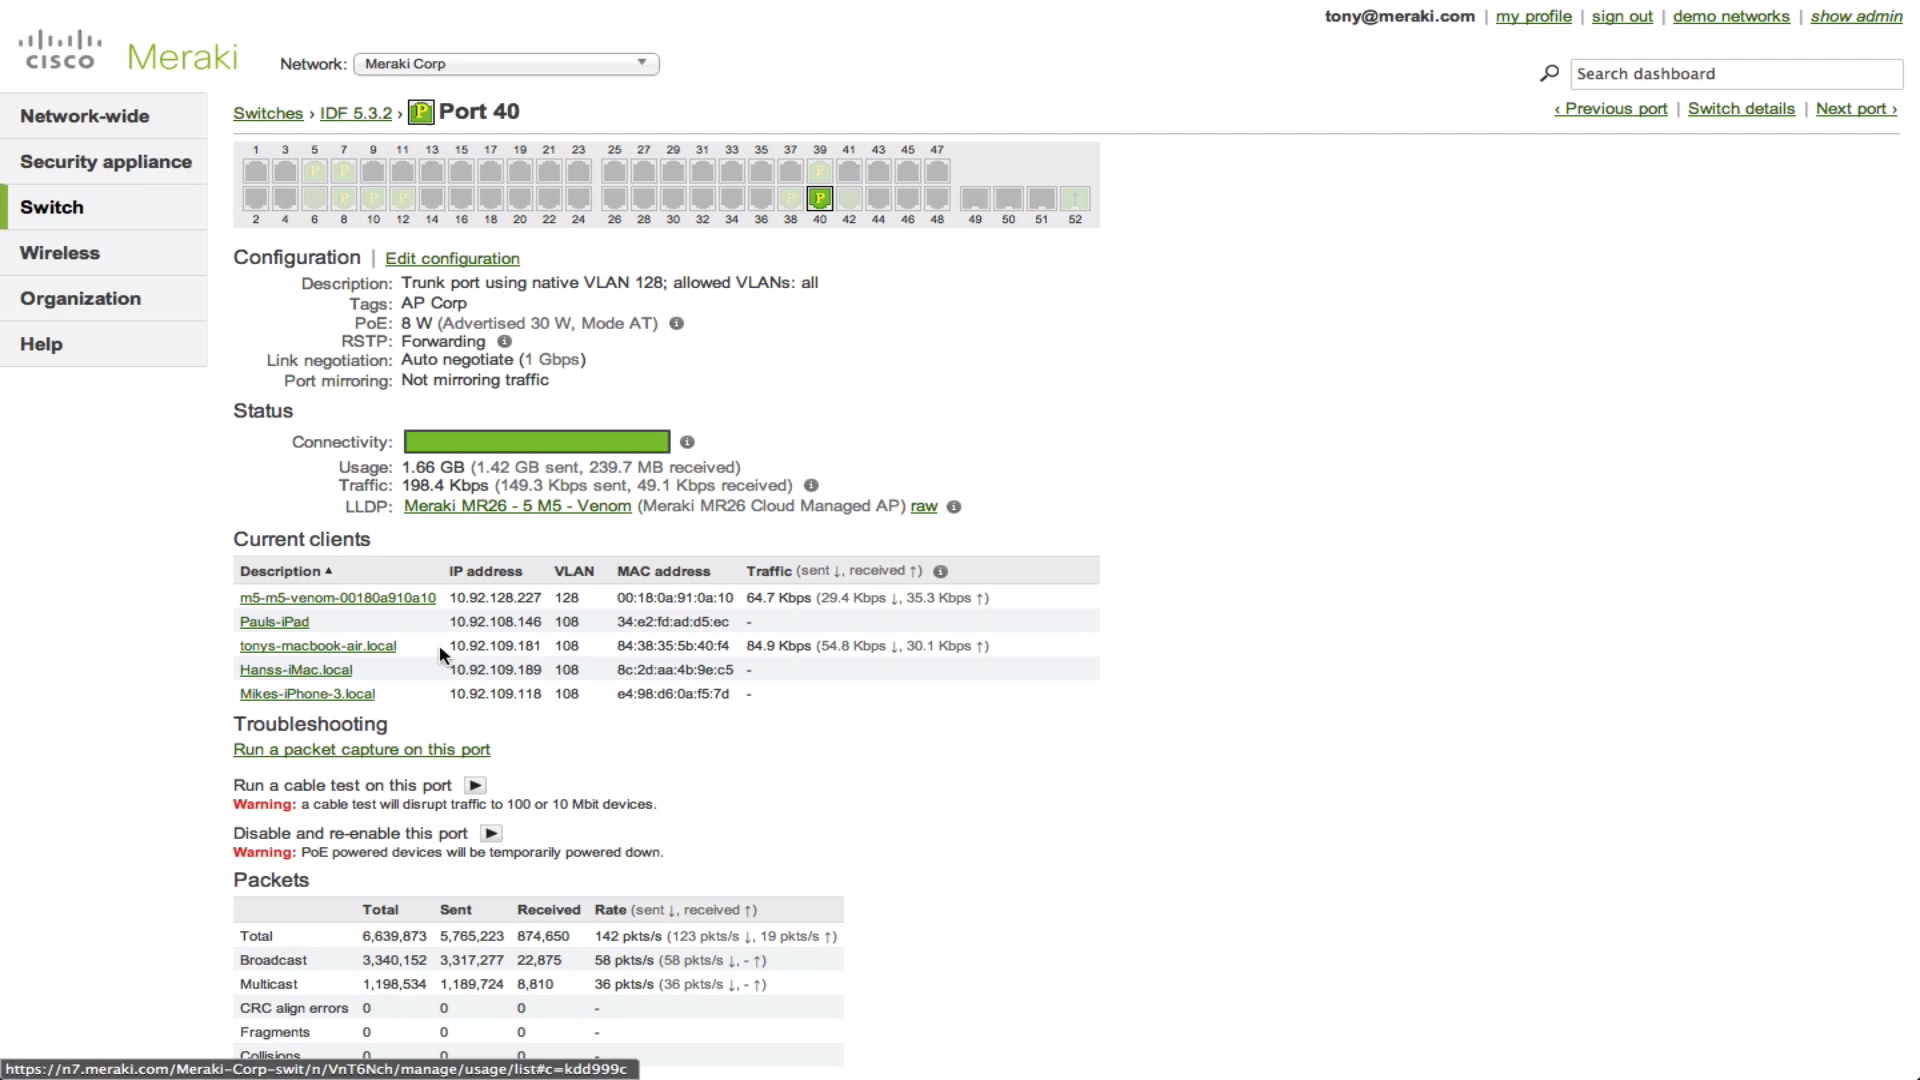 tony@meraki.com | my profile | sign out | demo networks | show admin
CISCO Meraki
Network: Meraki Corp
Search dashboard
Network-wide
Security appliance
Switch
Wireless
Organization
Help
Switches › IDF 5.3.2 › P Port 40
‹ Previous port | Switch details | Next port ›
1 3 5 7 9 11 13 15 17 19 21 23 25 27 29 31 33 35 37 39 41 43 45 47
P P P
P P P P P
2 4 6 8 10 12 14 16 18 20 22 24 26 28 30 32 34 36 38 40 42 44 46 48 49 50 51 52
Configuration | Edit configuration
Description: Trunk port using native VLAN 128; allowed VLANs: all
Tags: AP Corp
PoE: 8 W (Advertised 30 W, Mode AT) i
RSTP: Forwarding i
Link negotiation: Auto negotiate (1 Gbps)
Port mirroring: Not mirroring traffic
Status
Connectivity: i
Usage: 1.66 GB (1.42 GB sent, 239.7 MB received)
Traffic: 198.4 Kbps (149.3 Kbps sent, 49.1 Kbps received) i
LLDP: Meraki MR26 - 5 M5 - Venom (Meraki MR26 Cloud Managed AP) raw i
Current clients
Description ▲ IP address VLAN MAC address Traffic (sent ↓, received ↑) i
m5-m5-venom-00180a910a10 10.92.128.227 128 00:18:0a:91:0a:10 64.7 Kbps (29.4 Kbps ↓, 35.3 Kbps ↑)
Pauls-iPad 10.92.108.146 108 34:e2:fd:ad:d5:ec -
tonys-macbook-air.local 10.92.109.181 108 84:38:35:5b:40:f4 84.9 Kbps (54.8 Kbps ↓, 30.1 Kbps ↑)
Hanss-iMac.local 10.92.109.189 108 8c:2d:aa:4b:9e:c5 -
Mikes-iPhone-3.local 10.92.109.118 108 e4:98:d6:0a:f5:7d -
Troubleshooting
Run a packet capture on this port
Run a cable test on this port
Warning: a cable test will disrupt traffic to 100 or 10 Mbit devices.
Disable and re-enable this port
Warning: PoE powered devices will be temporarily powered down.
Packets
Total Sent Received Rate (sent ↓, received ↑)
Total 6,639,873 5,765,223 874,650 142 pkts/s (123 pkts/s ↓, 19 pkts/s ↑)
Broadcast 3,340,152 3,317,277 22,875 58 pkts/s (58 pkts/s ↓, - ↑)
Multicast 1,198,534 1,189,724 8,810 36 pkts/s (36 pkts/s ↓, - ↑)
CRC align errors 0 0 0 -
Fragments 0 0 0 -
Collisions 0 0 0 -
https://n7.meraki.com/Meraki-Corp-swit/n/VnT6Nch/manage/usage/list#c=kdd999c